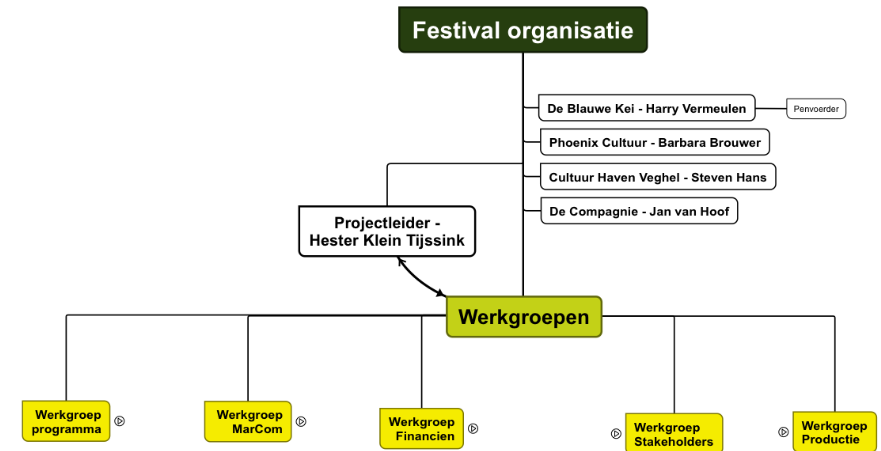 Festival organisatie
De Blauwe Kei - Harry Vermeulen
Penvoerder
Phoenix Cultuur - Barbara Brouwer
Cultuur Haven Veghel - Steven Hans
De Compagnie - Jan van Hoof
Projectleider -
Hester Klein Tijssink
Werkgroepen
Werkgroep
programma
Werkgroep
MarCom
Werkgroep
Financien
Werkgroep
Stakeholders
Werkgroep
Productie